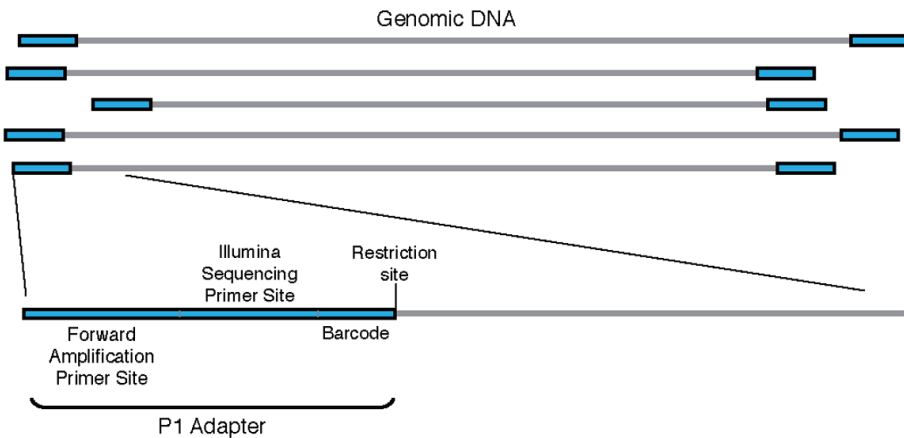 Genomic DNA
Illumina
Sequencing
Primer Site
Restriction
site
Forward
Amplification
Primer Site
Barcode
P1 Adapter